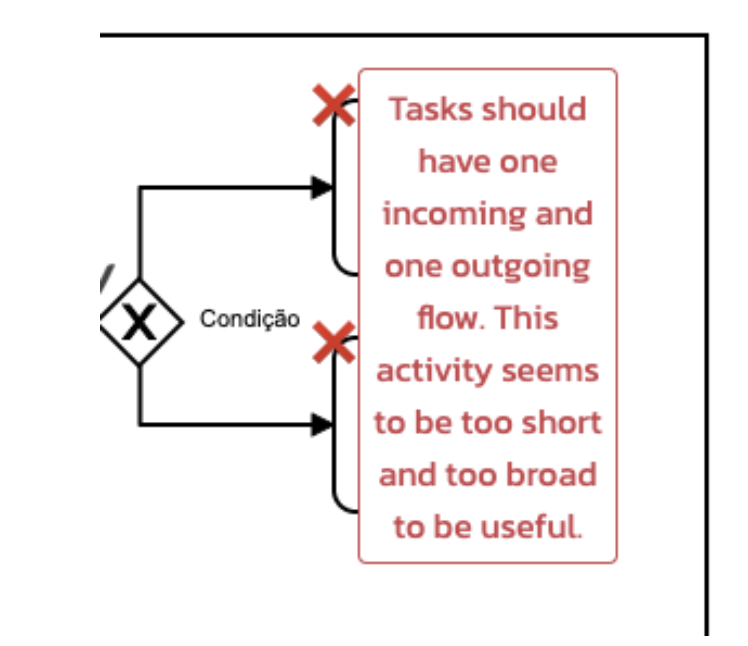 Tasks should
have one
incoming and
one outgoing
flow. This
activity seems
to be too short
and too broad
to be useful.
X
Condição